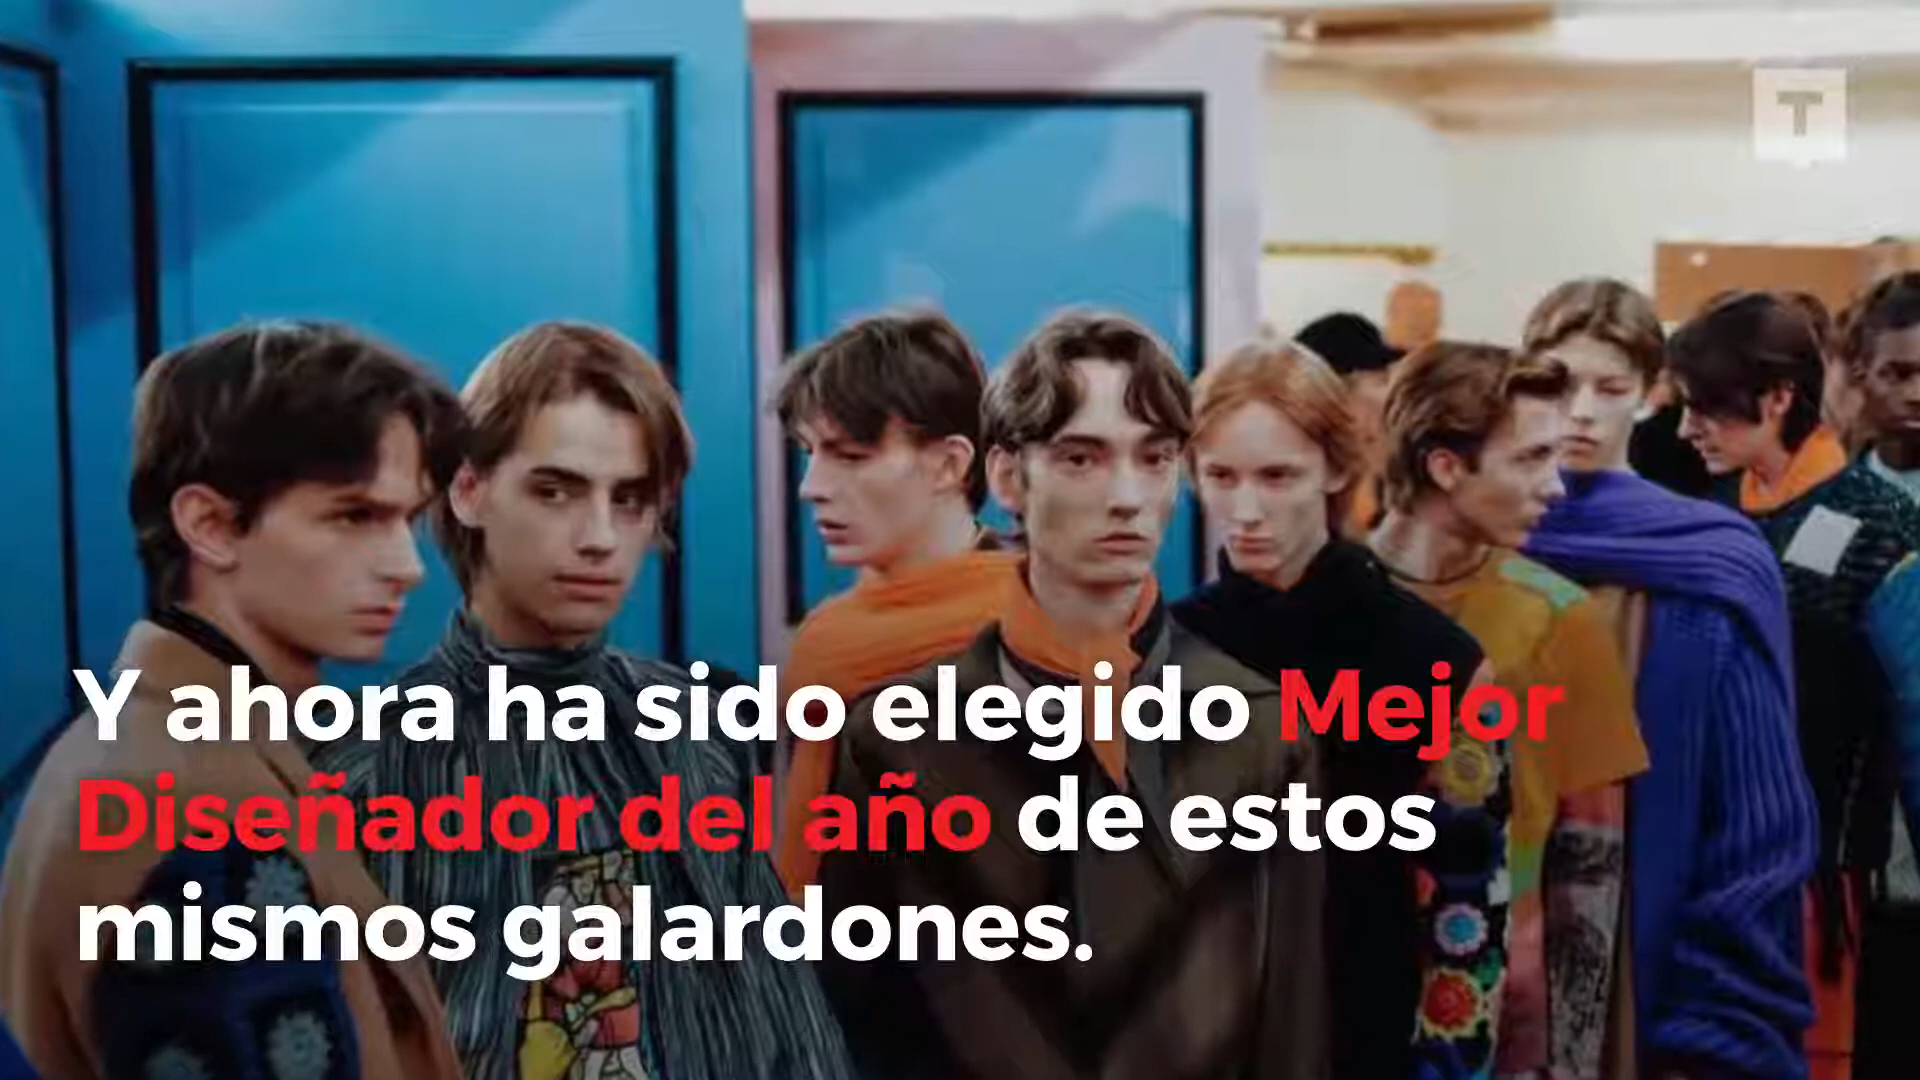 T
Y ahora ha sido elegido Mejor
Diseñador del año de estos
mismos galardones.